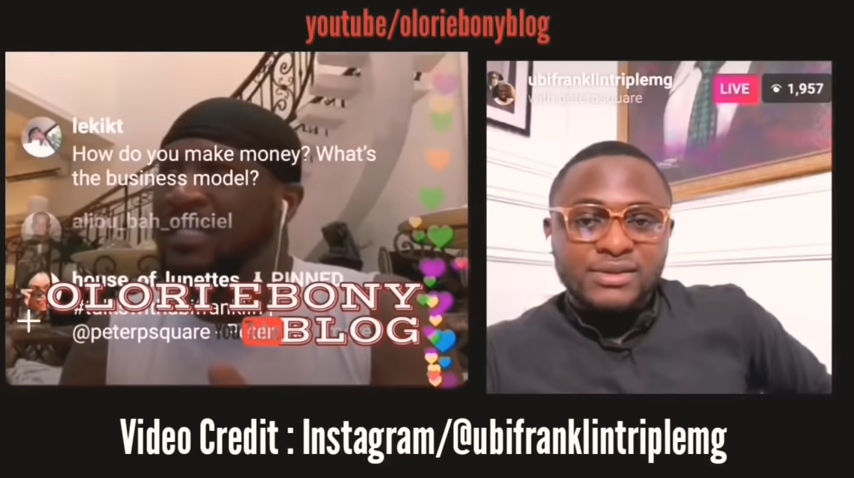 youtube/oloriebonyblog
lekikt
How do you make money? What's
the business model?
aliou_bah_officiel
house_of_lunettes PINNED
OLORI EBONY
@peterpsquare
BLOG
ubifranklintriplemg
with peterpsquare
LIVE
1,957
Video Credit : Instagram/@ubifranklintriplemg